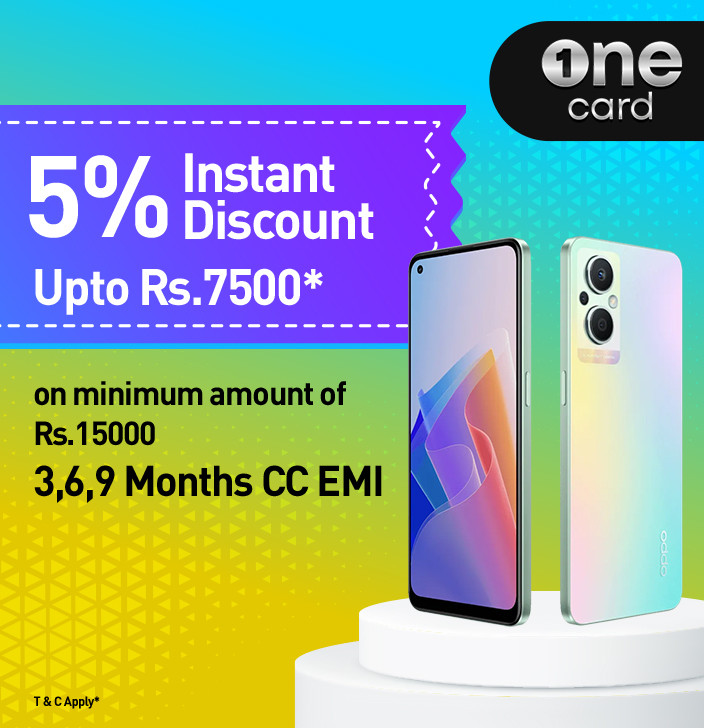 1one
card
5% Instant
Discount
Upto Rs.7500*
on minimum amount of
Rs.15000
3,6,9 Months CC EMI
oppo
T & C Apply*